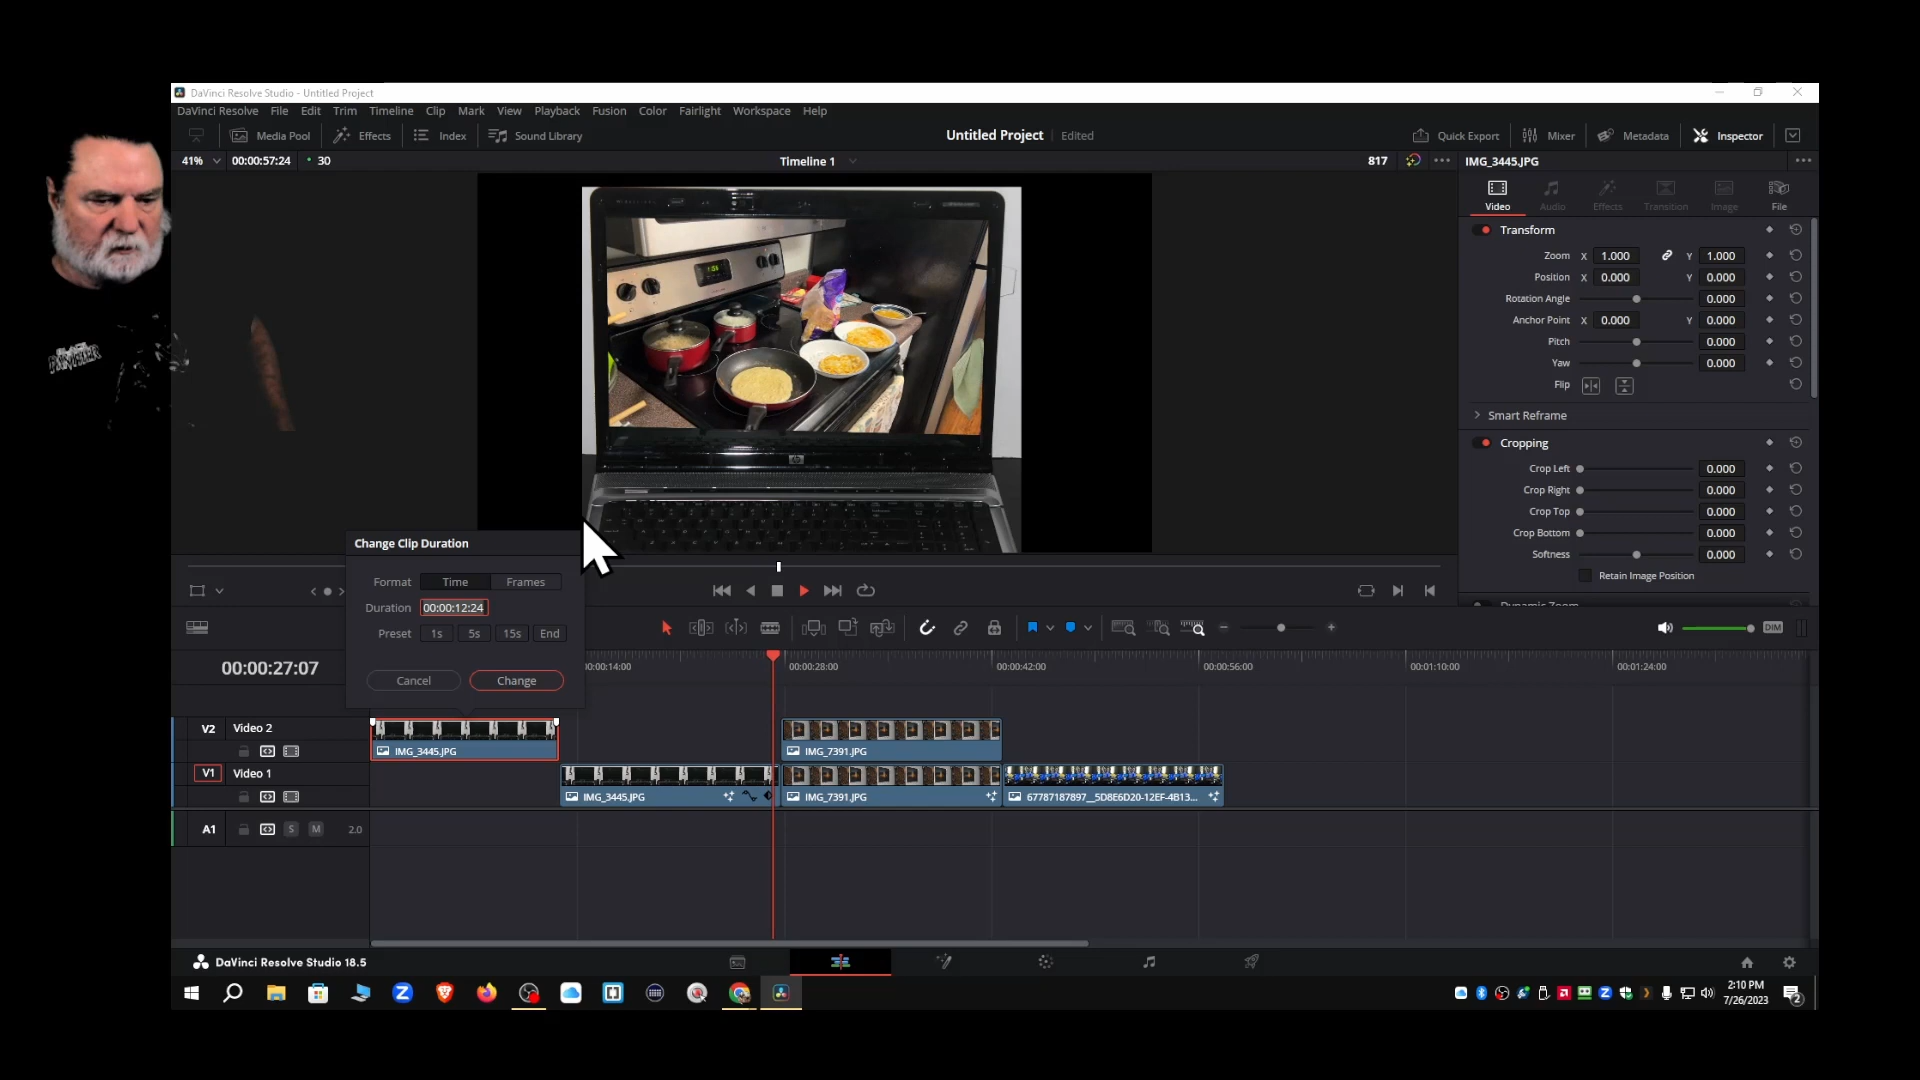 DaVinci Resolve Studio - Untitled Project
DaVinci Resolve File Edit Trim Timeline Clip Mark View Playback Fusion Color Fairlight Workspace Help
Media Pool Effects Index Sound Library Untitled Project Edited Quick Export Mixer Metadata Inspector
41% 00:00:57:24 30 Timeline 1 817 IMG_3445.JPG
Video Audio Effects Transition Image File
Transform
Zoom X 1.000 Y 1.000
Position X 0.000 Y 0.000
Rotation Angle 0.000
Anchor Point X 0.000 Y 0.000
Pitch 0.000
Yaw 0.000
Flip
Smart Reframe
Cropping
Crop Left 0.000
Crop Right 0.000
Crop Top 0.000
Crop Bottom 0.000
Softness 0.000
Retain Image Position
Dynamic Zoom
hp
Change Clip Duration
Format Time Frames
Duration 00:00:12:24
Preset 1s 5s 15s End
Cancel Change
DIM
00:00:27:07
00:00:28:00 00:00:42:00 00:00:56:00 00:01:10:00 00:01:24:00
V2 Video 2
IMG_3445.JPG IMG_7391.JPG
V1 Video 1
IMG_3445.JPG IMG_7391.JPG 67787187897__5D8E6D20-12EF-4B13...
A1 S M 2.0
DaVinci Resolve Studio 18.5
2:10 PM
7/26/2023
2